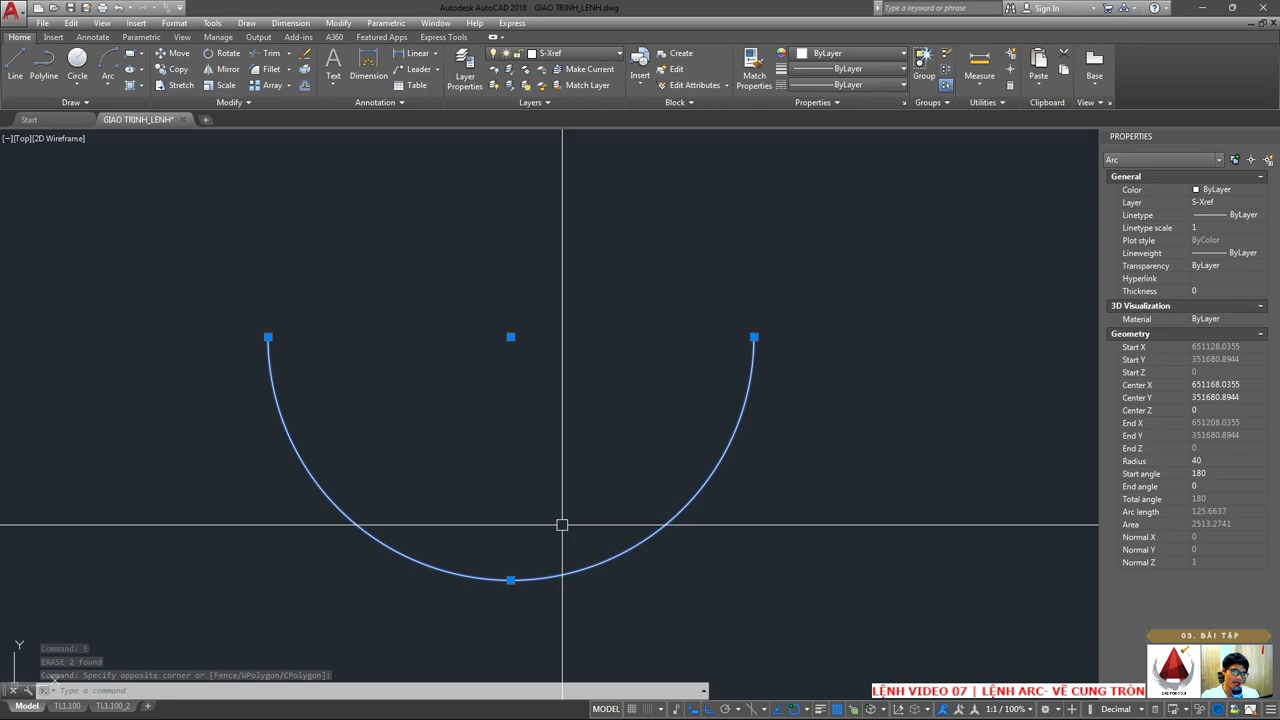 Autodesk AutoCAD 2018 GIAO TRINH_LENH.dwg
Type a keyword or phrase
Sign In
File Edit View Insert Format Tools Draw Dimension Modify Parametric Window Help Express
Home Insert Annotate Parametric View Manage Output Add-ins A360 Featured Apps Express Tools
Line Polyline Circle Arc
Move Rotate Trim
Copy Mirror Fillet
Stretch Scale Array
Text Dimension
Linear
Leader
Table
Layer Properties
S-Xref
Make Current
Match Layer
Insert
Create
Edit
Edit Attributes
Match Properties
ByLayer
ByLayer
ByLayer
Group
Measure
Paste
Base
Draw Modify Annotation Layers Block Properties Groups Utilities Clipboard View
Start GIAO TRINH_LENH*
[−][Top][2D Wireframe]
PROPERTIES
Arc
General
Color ByLayer
Layer S-Xref
Linetype ByLayer
Linetype scale 1
Plot style ByColor
Lineweight ByLayer
Transparency ByLayer
Hyperlink
Thickness 0
3D Visualization
Material ByLayer
Geometry
Start X 651128.0355
Start Y 351680.8944
Start Z 0
Center X 651168.0355
Center Y 351680.8944
Center Z 0
End X 651208.0355
End Y 351680.8944
End Z 0
Radius 40
Start angle 180
End angle 0
Total angle 180
Arc length 125.6637
Area 2513.2741
Normal X 0
Normal Y 0
Normal Z 1
Y
Command: E
ERASE 2 found
Command: Specify opposite corner or [Fence/WPolygon/CPolygon]:
Type a command
03. BÀI TẬP
LỆNH VIDEO 07 | LỆNH ARC- VẼ CUNG TRÒN
Model TL1.100 TL1.100_2
MODEL 1:1 / 100% Decimal